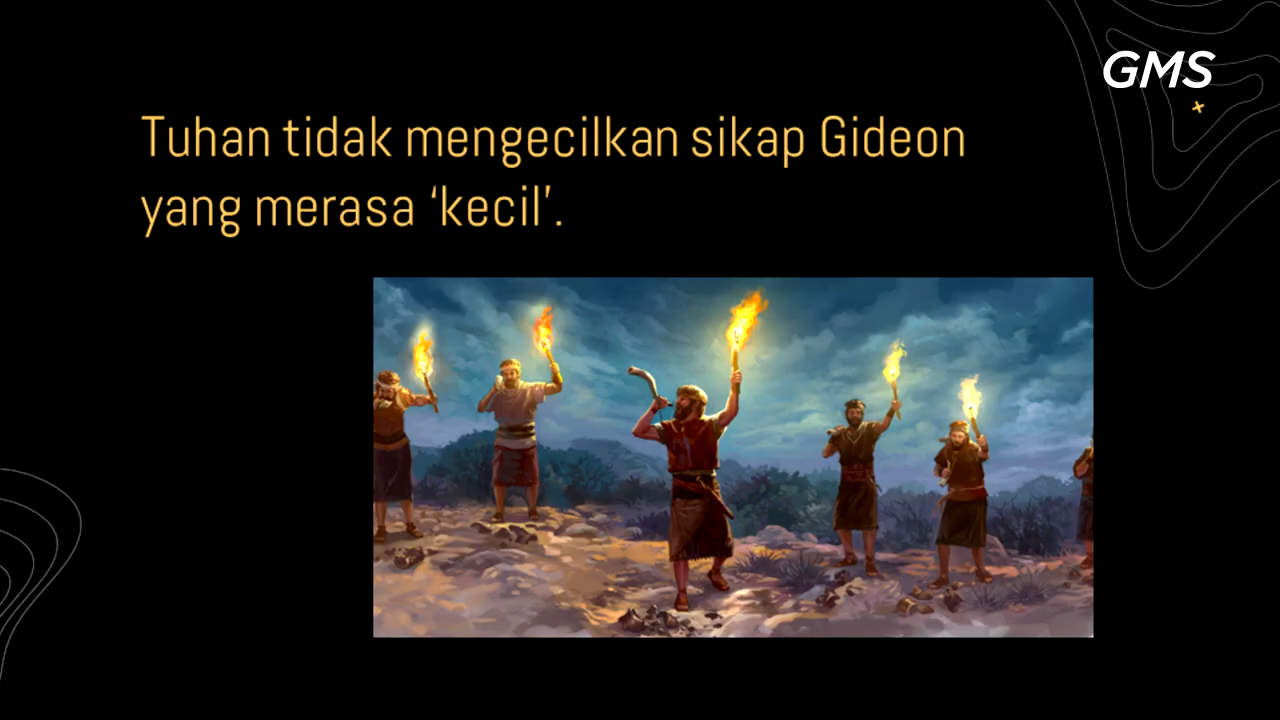 GMS
Tuhan tidak mengecilkan sikap Gideon
yang merasa ‘kecil’.